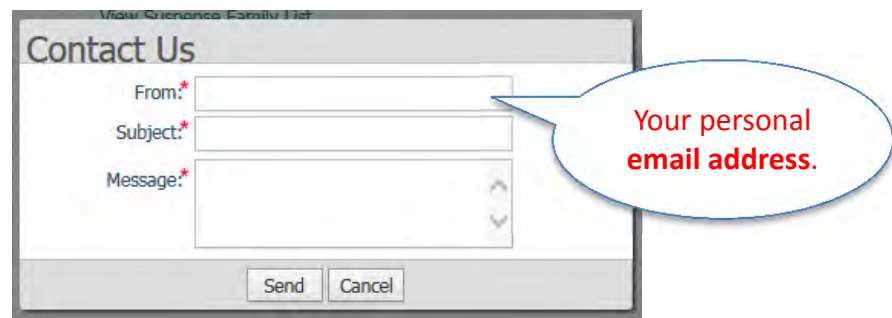 View Suspense Family List
Contact Us
From:*
Subject:*
Message:*
Send Cancel
Your personal
email address.